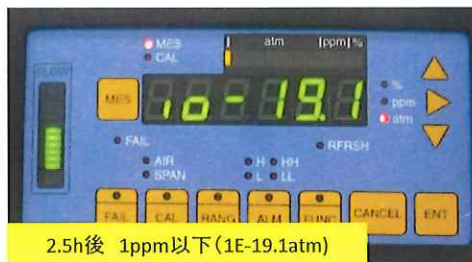 MES
CAL
atm |ppm| %
FLOW
MES
10-19.1
%
ppm
atm
FAIL
RFRSH
AIR
SPAN
H HH
L LL
FAIL CAL RANG ALM FUNC CANCEL ENT
2.5h後 1ppm以下(1E-19.1atm)